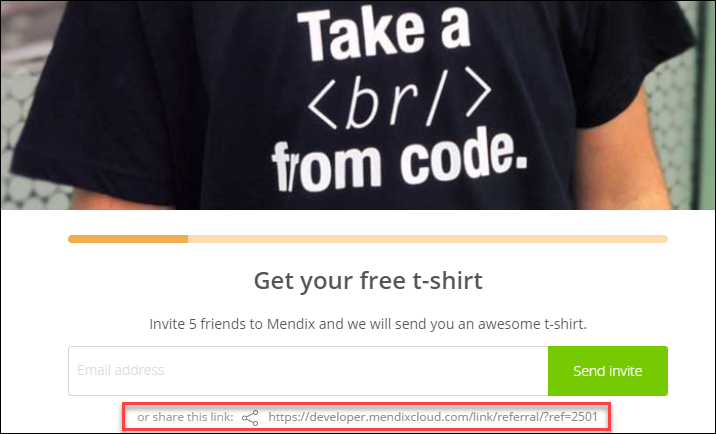 Take a
<br/>
from code.
Get your free t-shirt
Invite 5 friends to Mendix and we will send you an awesome t-shirt.
Email address
Send invite
or share this link: https://developer.mendixcloud.com/link/referral/?ref=2501